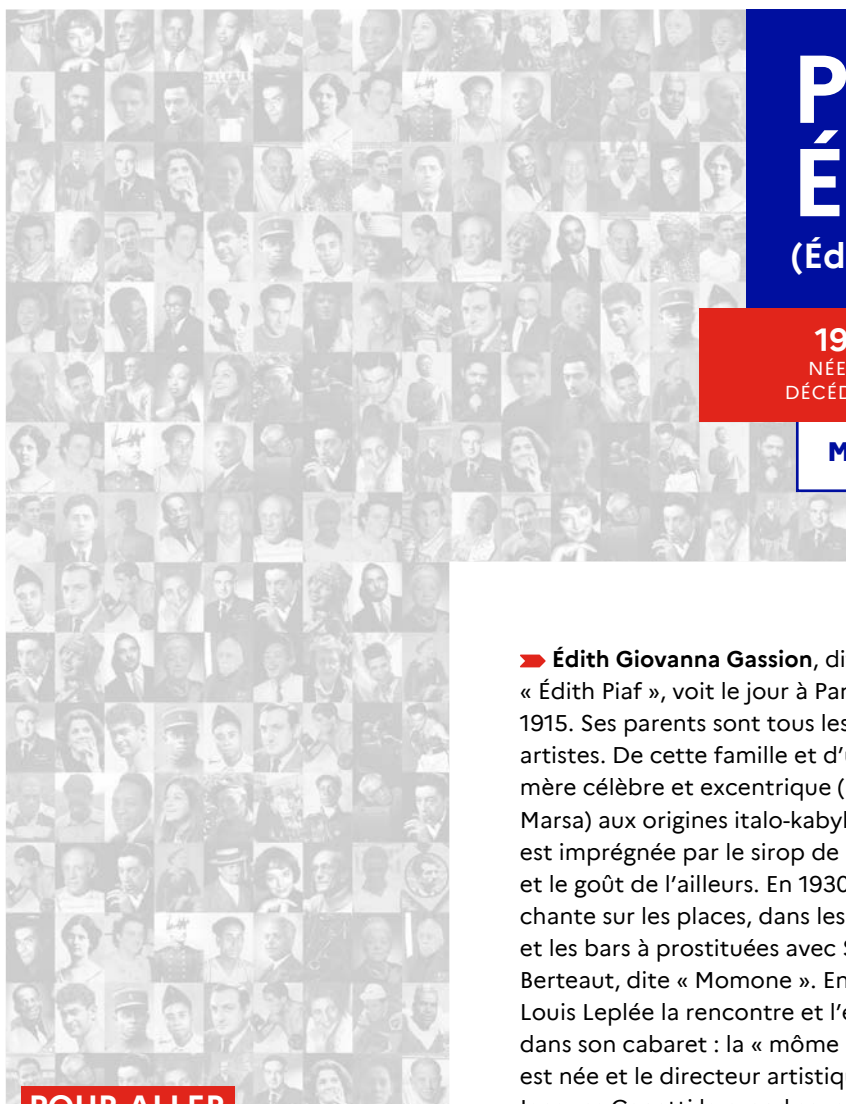 P
É
(Éd
19
NÉE
DÉCÉD
M
Édith Giovanna Gassion, di
« Édith Piaf », voit le jour à Par
1915. Ses parents sont tous les
artistes. De cette famille et d’u
mère célèbre et excentrique (
Marsa) aux origines italo-kabyl
est imprégnée par le sirop de
et le goût de l’ailleurs. En 1930
chante sur les places, dans les
et les bars à prostituées avec S
Berteaut, dite « Momone ». En
Louis Leplée la rencontre et l’e
dans son cabaret : la « môme
est née et le directeur artistiqu
POUR ALLER